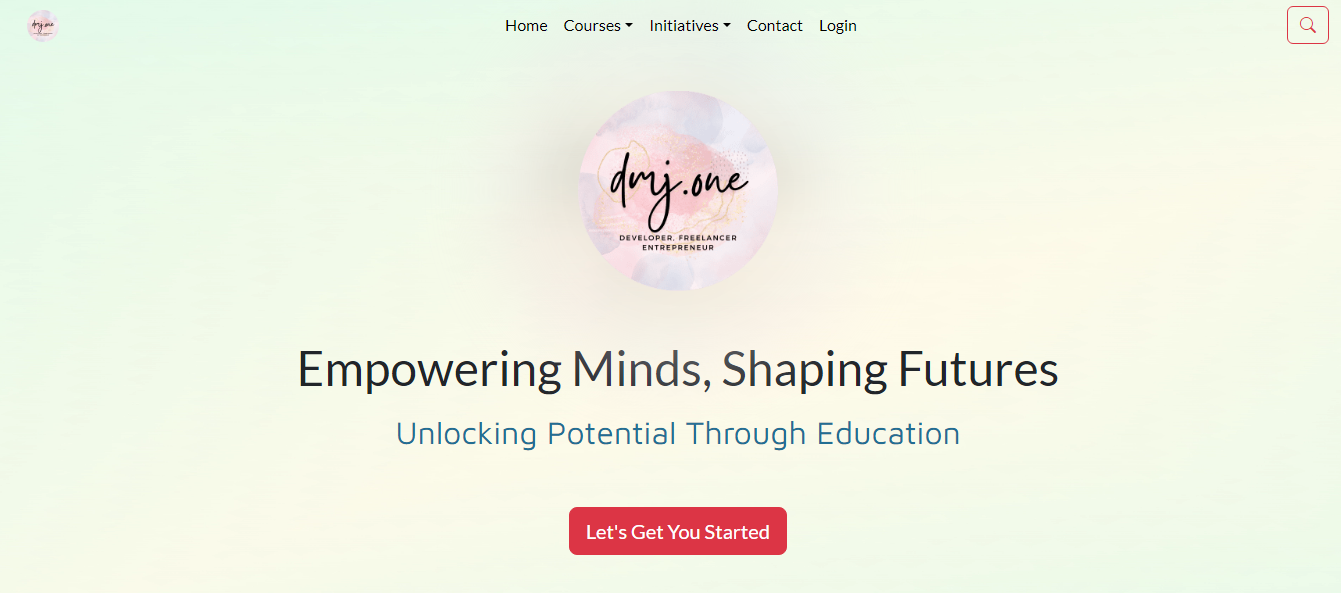 Home Courses Initiatives Contact Login
dmj.one
DEVELOPER, FREELANCER
ENTREPRENEUR
Empowering Minds, Shaping Futures
Unlocking Potential Through Education
Let's Get You Started